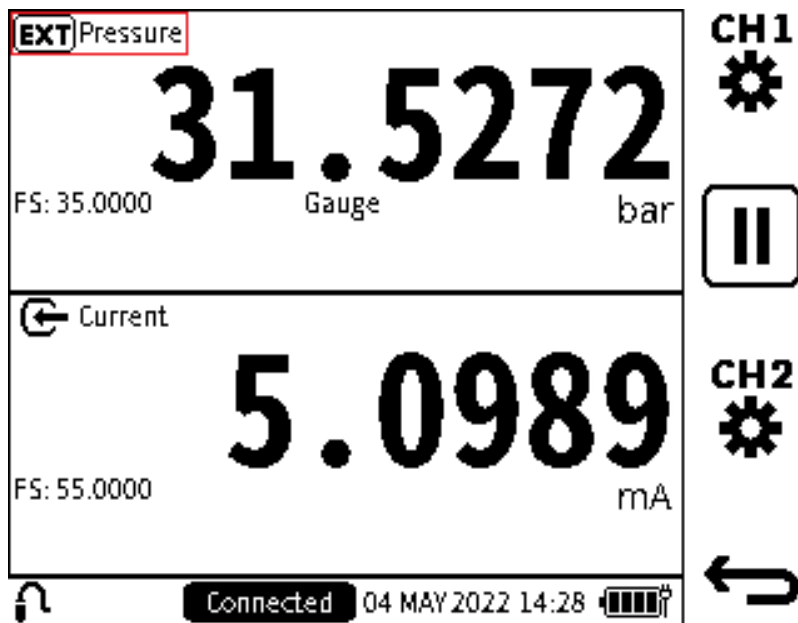 EXT Pressure
CH1
31.5272
FS: 35.0000 Gauge bar
Current
CH2
5.0989
FS: 55.0000 mA
Connected 04 MAY 2022 14:28